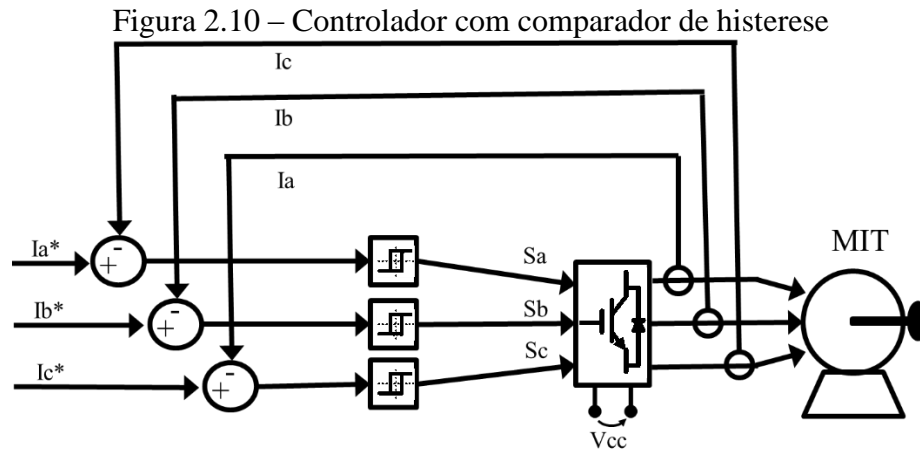 Figura 2.10 – Controlador com comparador de histerese
Ic
Ib
Ia
MIT
Ia*
- +
Sa
Ib*
- +
Sb
Ic*
- +
Sc
Vcc